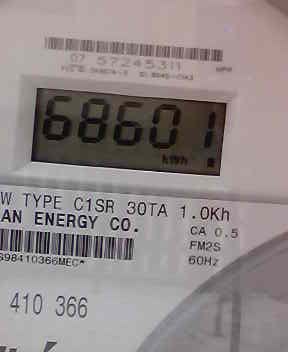 07 57245311
68601
kWh
W TYPE C1SR 30TA 1.0Kh
AN ENERGY CO.
CA 0.5
FM2S
S98410366MEC*
60Hz
410 366